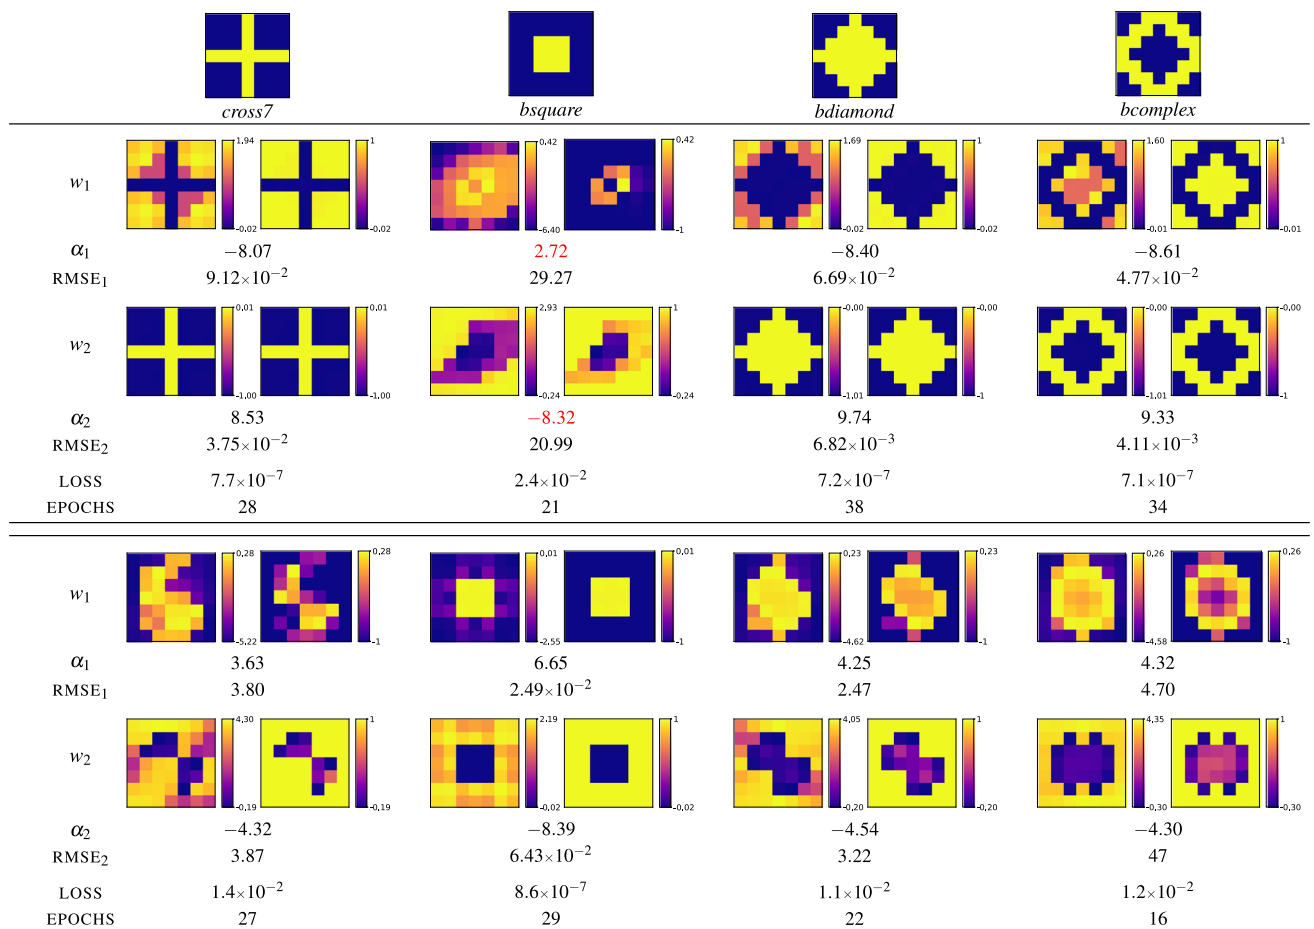 cross7 bsquare bdiamond bcomplex
1.94 1 0.42 0.42 1.69 1 1.60 1
w1
-0.02 -0.02 -6.40 -1 -0.02 -0.02 -0.01 -0.01
α1 −8.07 2.72 −8.40 −8.61
RMSE1 9.12×10−2 29.27 6.69×10−2 4.77×10−2
0.01 0.01 2.93 1 -0.00 -0.00 -0.00 -0.00
w2
-1.00 -1.00 -0.24 -0.24 -1.01 -1 -1.01 -1
α2 8.53 −8.32 9.74 9.33
RMSE2 3.75×10−2 20.99 6.82×10−3 4.11×10−3
LOSS 7.7×10−7 2.4×10−2 7.2×10−7 7.1×10−7
EPOCHS 28 21 38 34
0.28 0.28 0.01 0.01 0.23 0.23 0.26 0.26
w1
-5.22 -1 -2.55 -1 -4.62 -1 -4.58 -1
α1 3.63 6.65 4.25 4.32
RMSE1 3.80 2.49×10−2 2.47 4.70
4.30 1 2.19 1 4.05 1 4.35 1
w2
-0.19 -0.19 -0.02 -0.02 -0.20 -0.20 -0.30 -0.30
α2 −4.32 −8.39 −4.54 −4.30
RMSE2 3.87 6.43×10−2 3.22 47
LOSS 1.4×10−2 8.6×10−7 1.1×10−2 1.2×10−2
EPOCHS 27 29 22 16